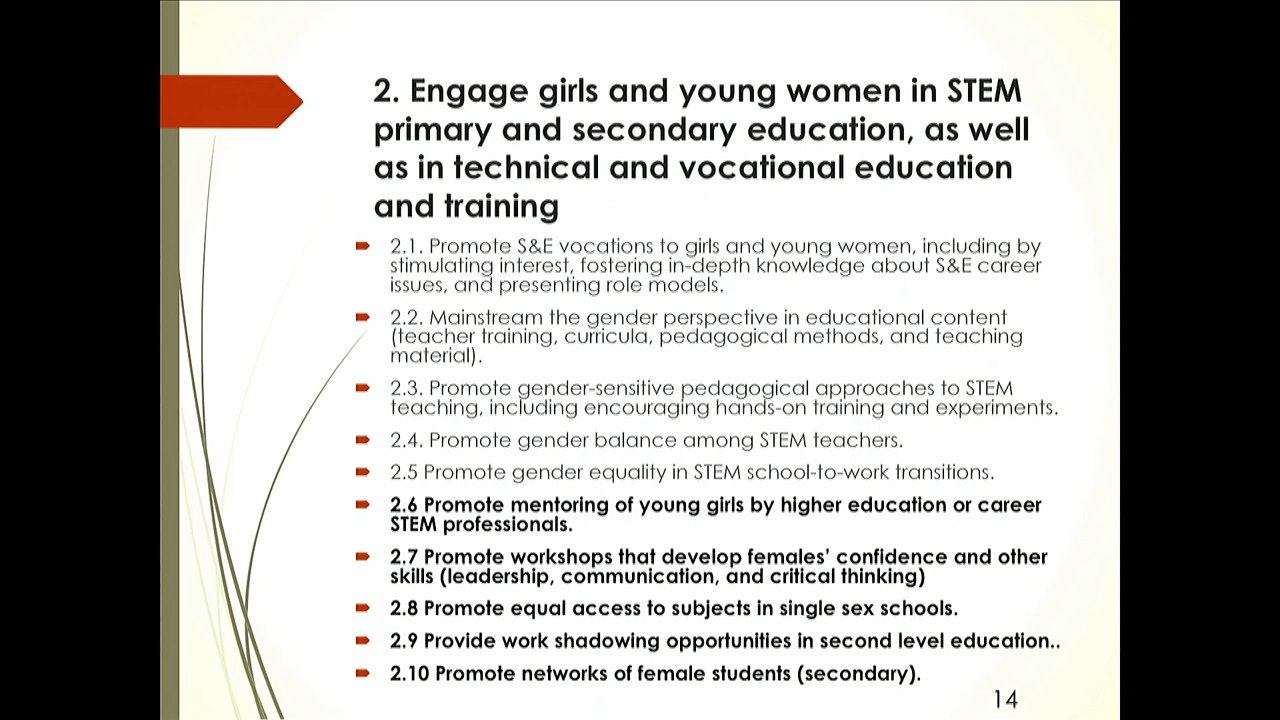 2. Engage girls and young women in STEM
primary and secondary education, as well
as in technical and vocational education
and training
2.1. Promote S&E vocations to girls and young women, including by
stimulating interest, fostering in-depth knowledge about S&E career
issues, and presenting role models.
2.2. Mainstream the gender perspective in educational content
(teacher training, curricula, pedagogical methods, and teaching
material).
2.3. Promote gender-sensitive pedagogical approaches to STEM
teaching, including encouraging hands-on training and experiments.
2.4. Promote gender balance among STEM teachers.
2.5 Promote gender equality in STEM school-to-work transitions.
2.6 Promote mentoring of young girls by higher education or career
STEM professionals.
2.7 Promote workshops that develop females' confidence and other
skills (leadership, communication, and critical thinking)
2.8 Promote equal access to subjects in single sex schools.
2.9 Provide work shadowing opportunities in second level education..
2.10 Promote networks of female students (secondary).
14